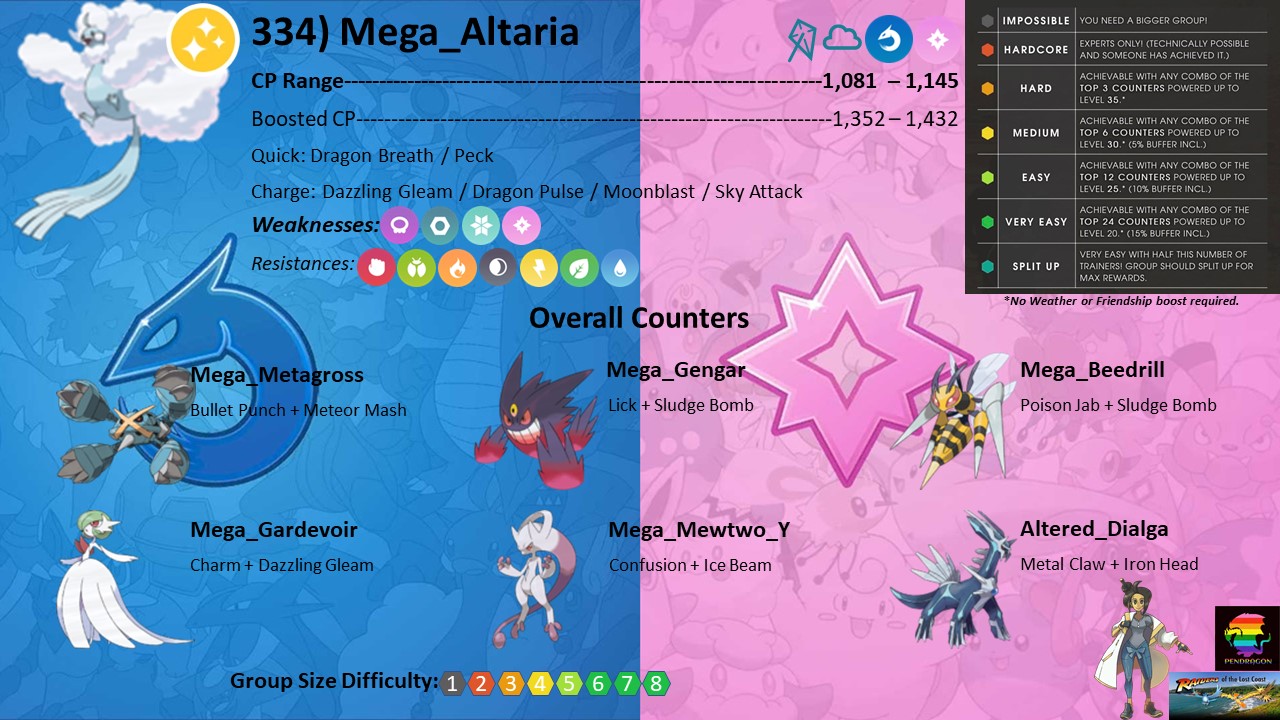 334) Mega_Altaria
CP Range--------------------------------------------------------------------------------1,081 – 1,145
Boosted CP--------------------------------------------------------------------------------1,352 – 1,432
Quick: Dragon Breath / Peck
Charge: Dazzling Gleam / Dragon Pulse / Moonblast / Sky Attack
Weaknesses:
Resistances:
IMPOSSIBLE YOU NEED A BIGGER GROUP!
HARDCORE EXPERTS ONLY! (TECHNICALLY POSSIBLE
AND SOMEONE HAS ACHIEVED IT.)
HARD ACHIEVABLE WITH ANY COMBO OF THE
TOP 3 COUNTERS POWERED UP TO
LEVEL 35.*
MEDIUM ACHIEVABLE WITH ANY COMBO OF THE
TOP 6 COUNTERS POWERED UP TO
LEVEL 30.* (5% BUFFER INCL.)
EASY ACHIEVABLE WITH ANY COMBO OF THE
TOP 12 COUNTERS POWERED UP TO
LEVEL 25.* (10% BUFFER INCL.)
VERY EASY ACHIEVABLE WITH ANY COMBO OF THE
TOP 24 COUNTERS POWERED UP TO
LEVEL 20.* (15% BUFFER INCL.)
SPLIT UP VERY EASY WITH HALF THIS NUMBER OF
TRAINERS! GROUP SHOULD SPLIT UP FOR
MAX REWARDS.
*No Weather or Friendship boost required.
Overall Counters
Mega_Metagross
Bullet Punch + Meteor Mash
Mega_Gengar
Lick + Sludge Bomb
Mega_Beedrill
Poison Jab + Sludge Bomb
Mega_Gardevoir
Charm + Dazzling Gleam
Mega_Mewtwo_Y
Confusion + Ice Beam
Altered_Dialga
Metal Claw + Iron Head
Group Size Difficulty: 1 2 3 4 5 6 7 8
PENDRAGON
RAIDERS of the Lost Coast